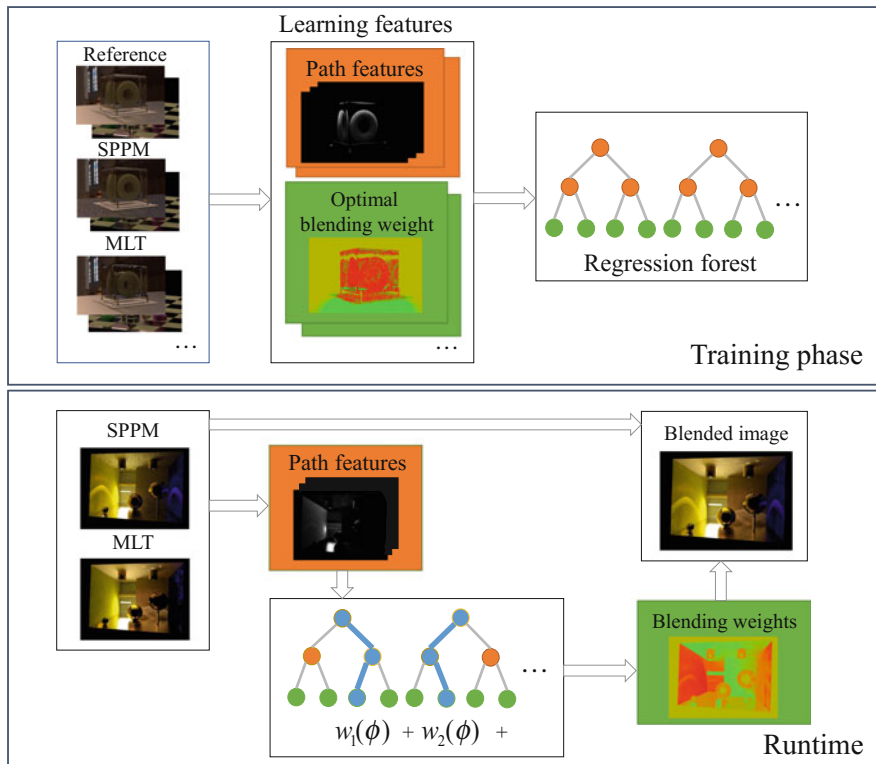 Learning features
Reference
SPPM
MLT
...
Path features
Optimal
blending weight
...
...
Regression forest
Training phase
SPPM
MLT
Path features
...
w₁(ϕ) + w₂(ϕ) +
Blended image
Blending weights
Runtime